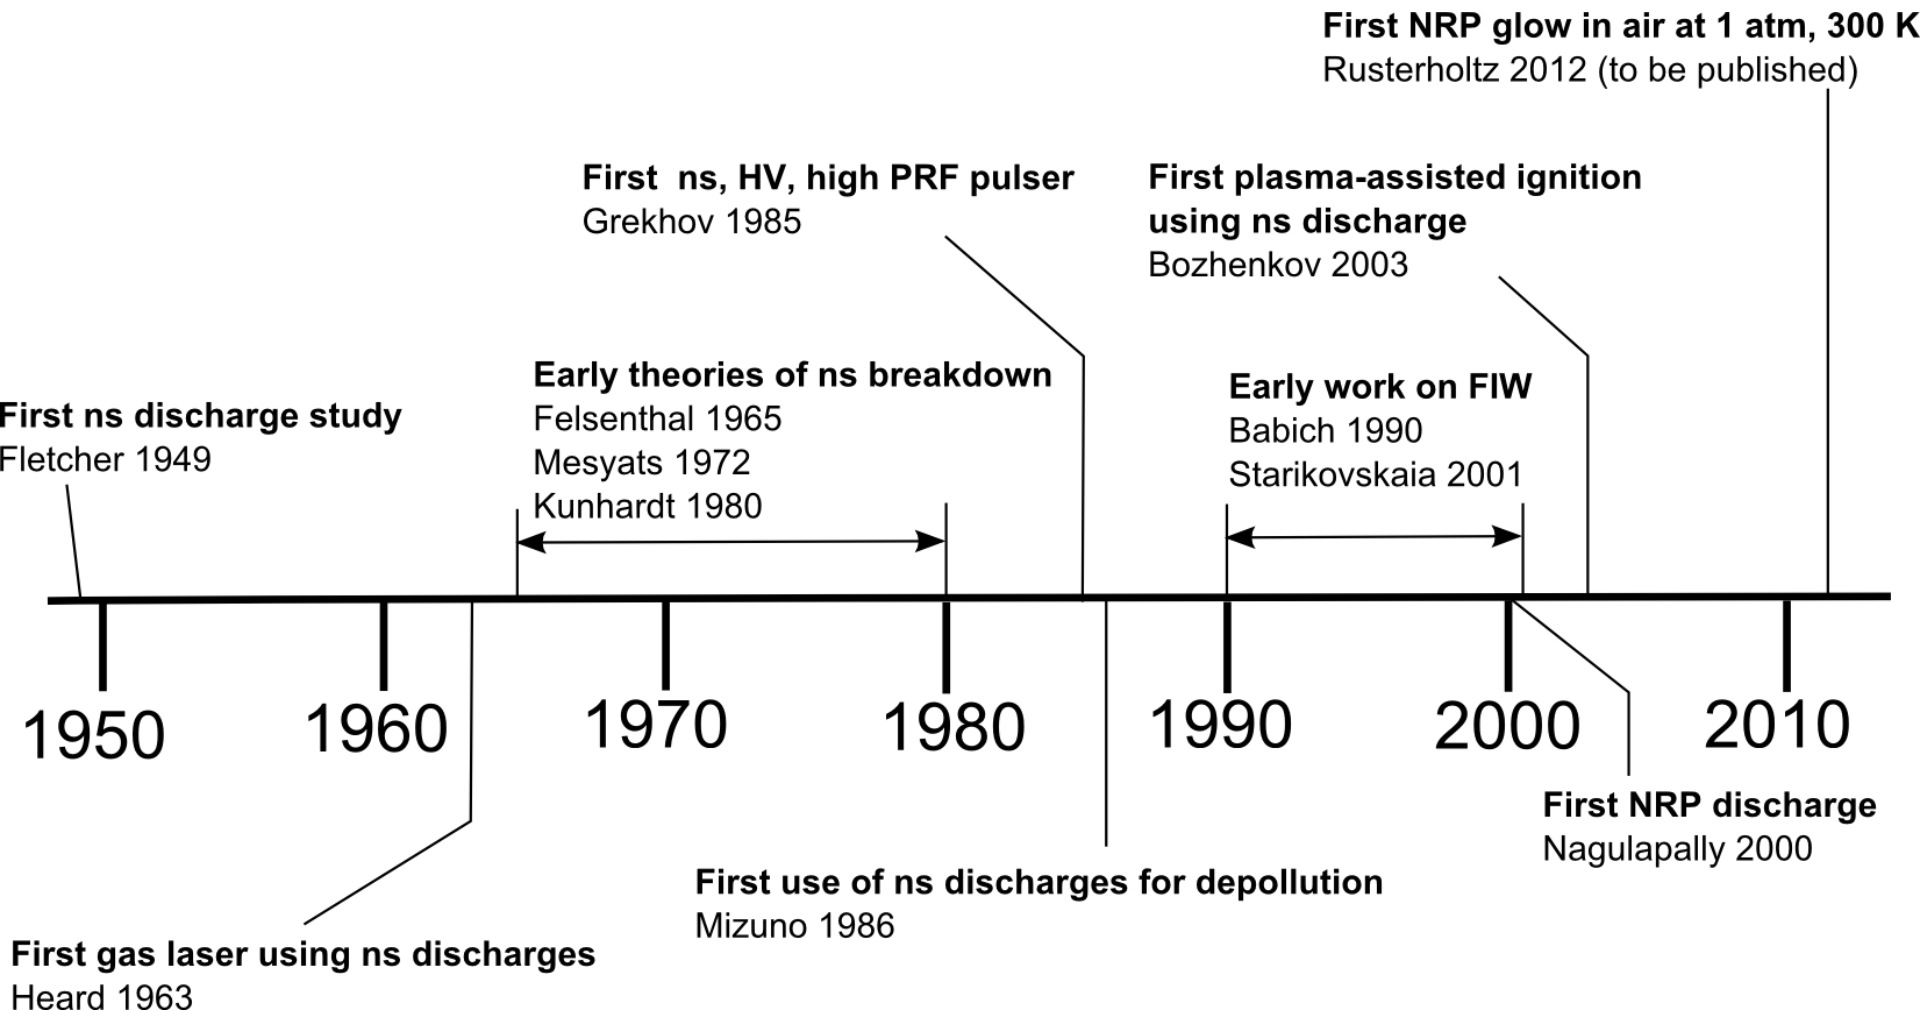 First NRP glow in air at 1 atm, 300 K
Rusterholtz 2012 (to be published)
First ns, HV, high PRF pulser
Grekhov 1985
First plasma-assisted ignition
using ns discharge
Bozhenkov 2003
Early theories of ns breakdown
Felsenthal 1965
Mesyats 1972
Kunhardt 1980
Early work on FIW
Babich 1990
Starikovskaia 2001
First ns discharge study
Fletcher 1949
1950
1960
1970
1980
1990
2000
2010
First NRP discharge
Nagulapally 2000
First use of ns discharges for depollution
Mizuno 1986
First gas laser using ns discharges
Heard 1963